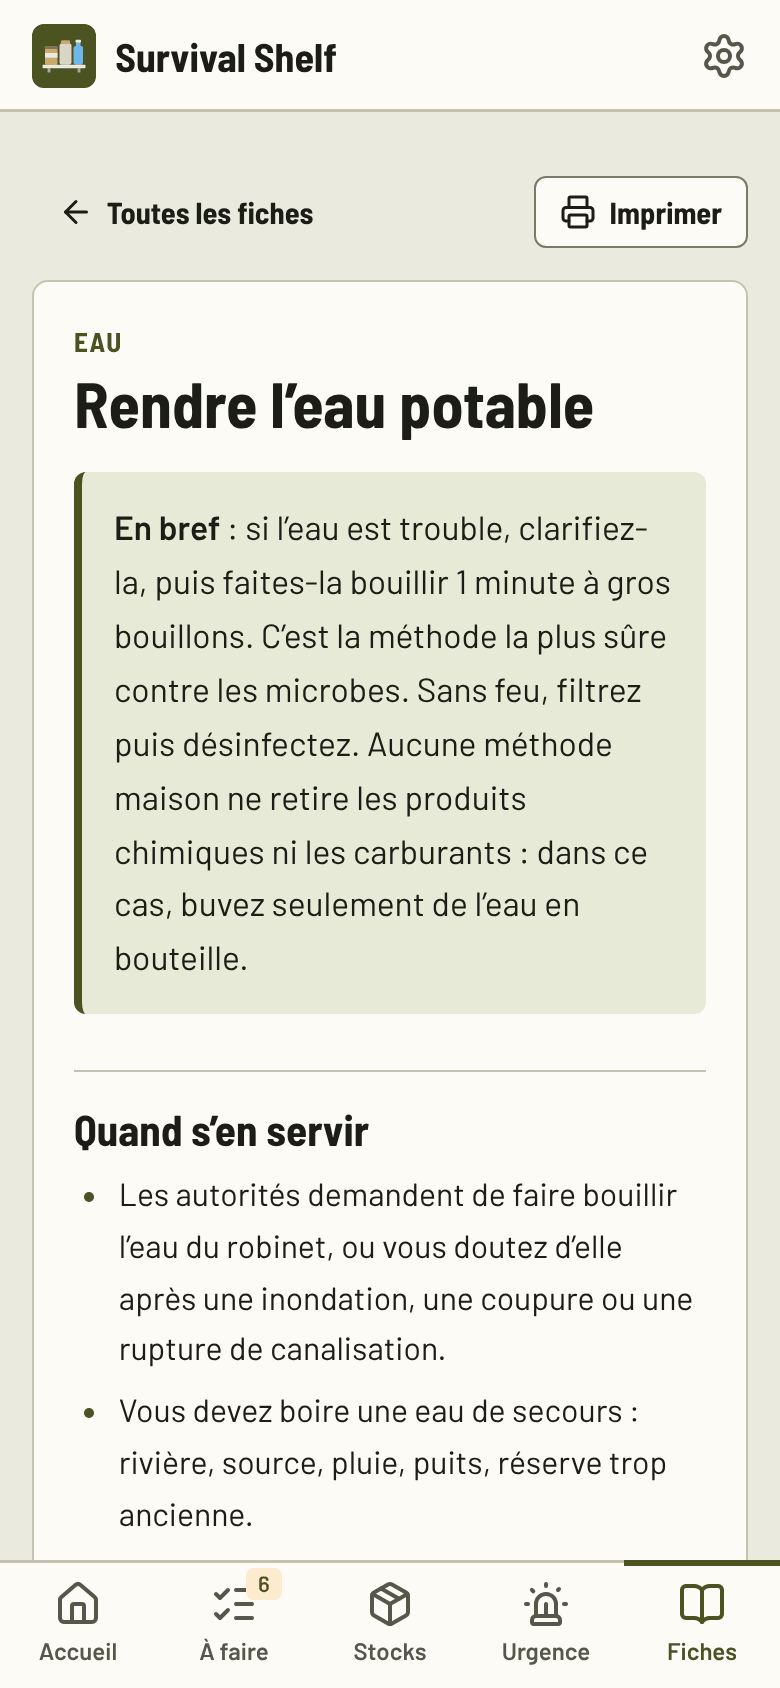 Survival Shelf
Toutes les fiches
Imprimer
EAU
Rendre l’eau potable
En bref : si l’eau est trouble, clarifiez-
la, puis faites-la bouillir 1 minute à gros
bouillons. C’est la méthode la plus sûre
contre les microbes. Sans feu, filtrez
puis désinfectez. Aucune méthode
maison ne retire les produits
chimiques ni les carburants : dans ce
cas, buvez seulement de l’eau en
bouteille.
Quand s’en servir
• Les autorités demandent de faire bouillir
l’eau du robinet, ou vous doutez d’elle
après une inondation, une coupure ou une
rupture de canalisation.
• Vous devez boire une eau de secours :
rivière, source, pluie, puits, réserve trop
ancienne.
6
Accueil
À faire
Stocks
Urgence
Fiches